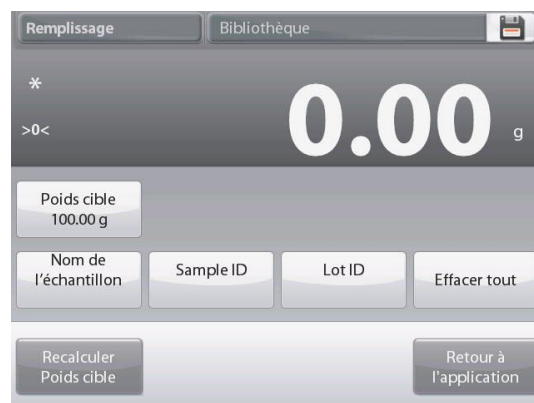 Remplissage
Bibliothèque
*
>0<
0.00 g
Poids cible
100.00 g
Nom de
l'échantillon
Sample ID
Lot ID
Effacer tout
Recalculer
Poids cible
Retour à
l'application